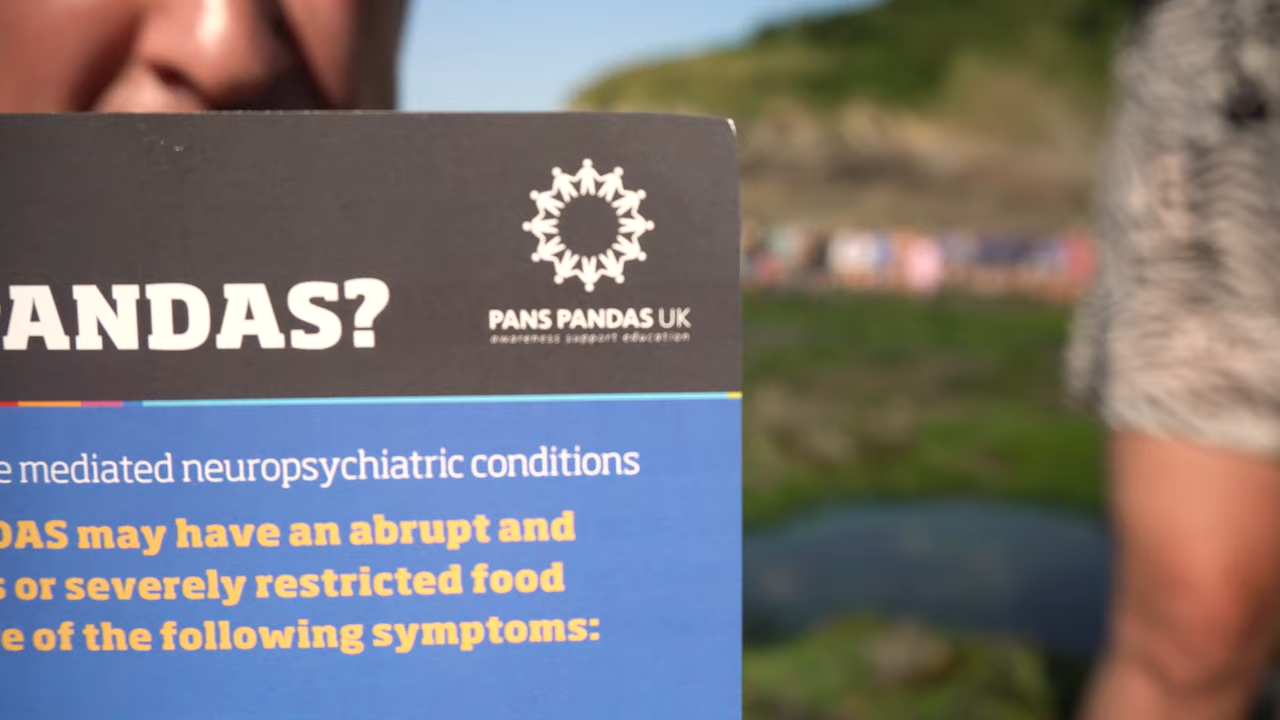 PANDAS?
PANS PANDAS UK
awareness support education
e mediated neuropsychiatric conditions
DAS may have an abrupt and
s or severely restricted food
e of the following symptoms: